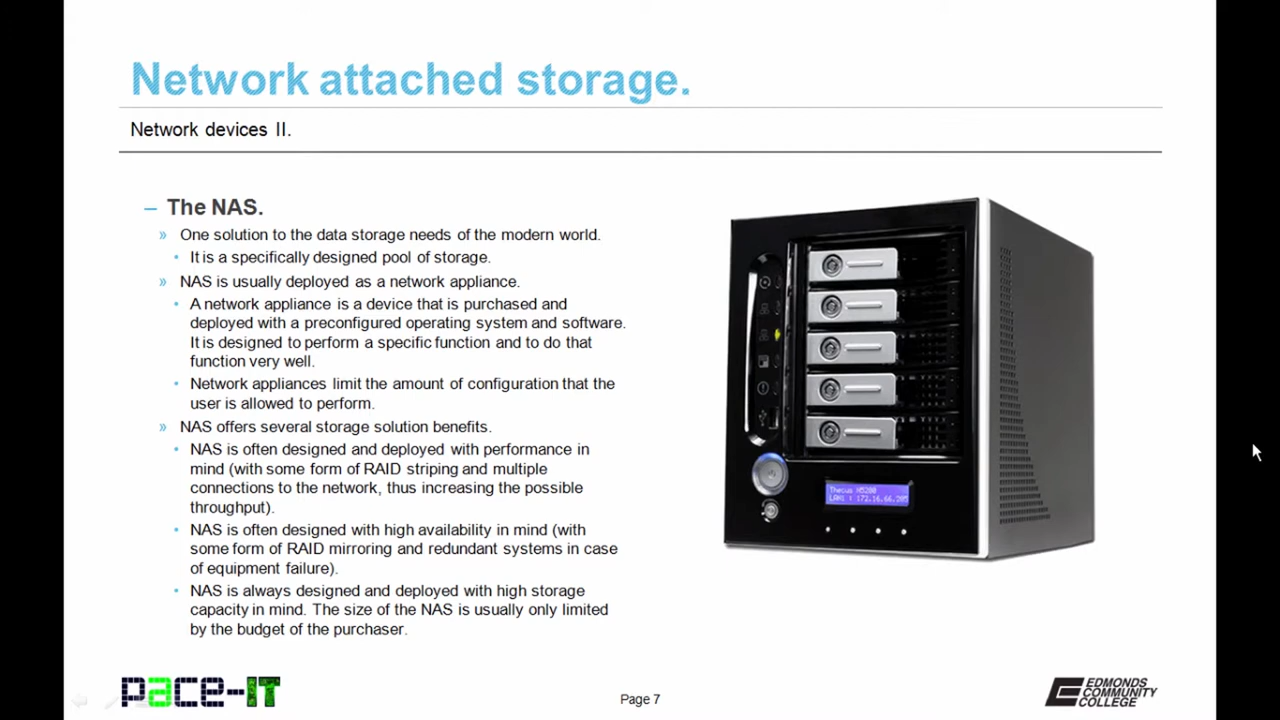 Network attached storage.
Network devices II.
– The NAS.
» One solution to the data storage needs of the modern world.
• It is a specifically designed pool of storage.
» NAS is usually deployed as a network appliance.
• A network appliance is a device that is purchased and
deployed with a preconfigured operating system and software.
It is designed to perform a specific function and to do that
function very well.
• Network appliances limit the amount of configuration that the
user is allowed to perform.
» NAS offers several storage solution benefits.
• NAS is often designed and deployed with performance in
mind (with some form of RAID striping and multiple
connections to the network, thus increasing the possible
throughput).
• NAS is often designed with high availability in mind (with
some form of RAID mirroring and redundant systems in case
of equipment failure).
• NAS is always designed and deployed with high storage
capacity in mind. The size of the NAS is usually only limited
by the budget of the purchaser.
Thecus N5200
LAN1 :
pace-IT
Page 7
EDMONDS
COMMUNITY
COLLEGE